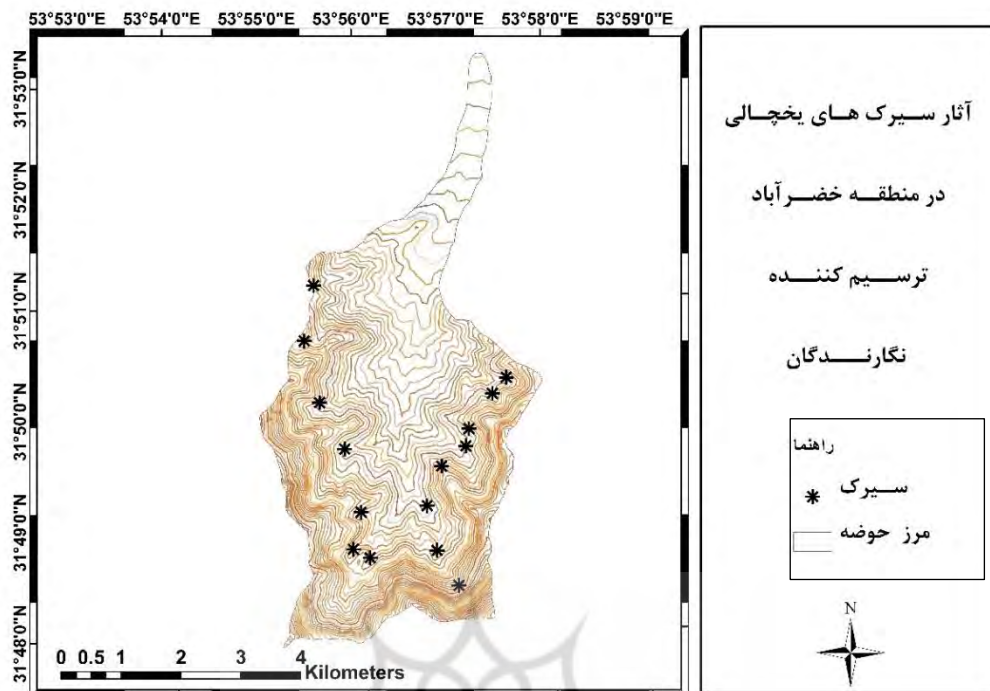 53°53'0"E 53°54'0"E 53°55'0"E 53°56'0"E 53°57'0"E 53°58'0"E 53°59'0"E
31°53'0"N
31°52'0"N
31°51'0"N
31°50'0"N
31°49'0"N
31°48'0"N
0 0.5 1 2 3 4
Kilometers
آثار سیرک های یخچالی
در منطقه خضرآباد
ترسیم کننده
نگارندگان
راهنما
سیرک
مرز حوضه
N